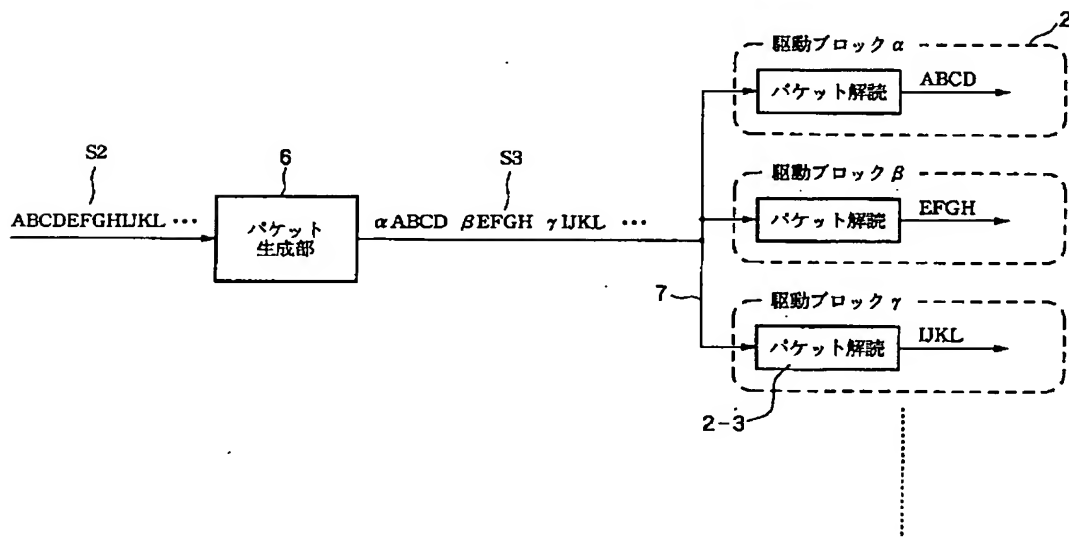 2
駆動ブロックα
パケット解読
ABCD
S2
6
S3
ABCDEFGHIJKL …
パケット
生成部
αABCD βEFGH γIJKL …
駆動ブロックβ
パケット解読
EFGH
7
駆動ブロックγ
パケット解読
IJKL
2-3